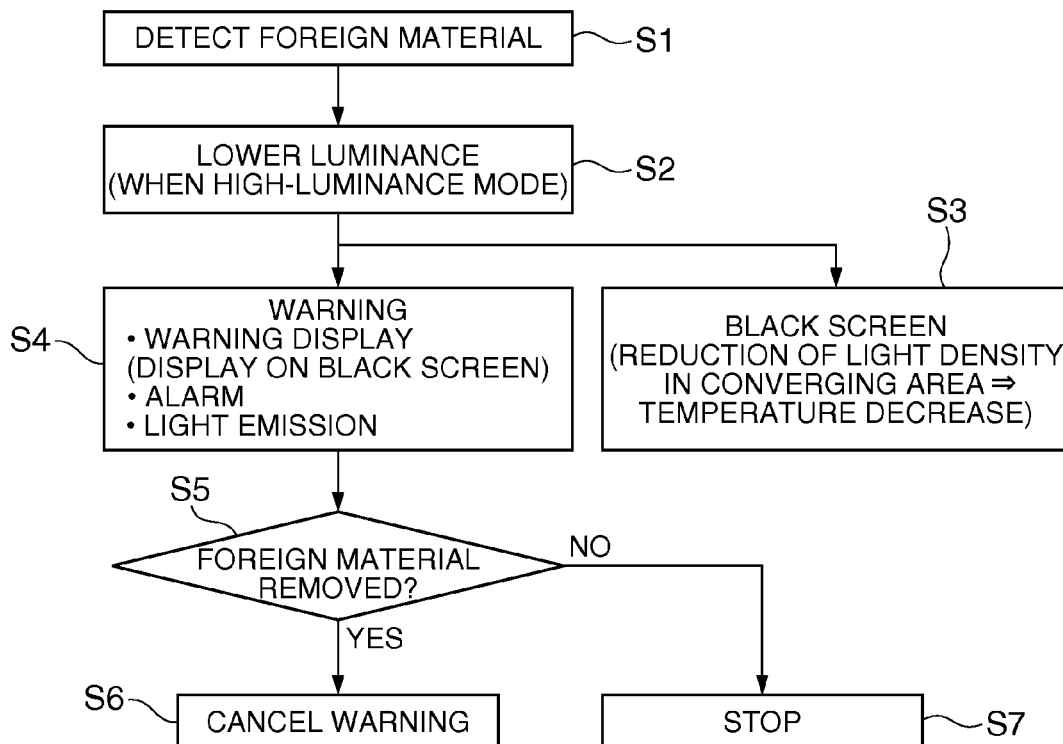 DETECT FOREIGN MATERIAL
S1
LOWER LUMINANCE
(WHEN HIGH-LUMINANCE MODE)
S2
S3
BLACK SCREEN
(REDUCTION OF LIGHT DENSITY
IN CONVERGING AREA ⇒
TEMPERATURE DECREASE)
S4
WARNING
• WARNING DISPLAY
(DISPLAY ON BLACK SCREEN)
• ALARM
• LIGHT EMISSION
S5
FOREIGN MATERIAL
REMOVED?
NO
YES
S6
CANCEL WARNING
STOP
S7